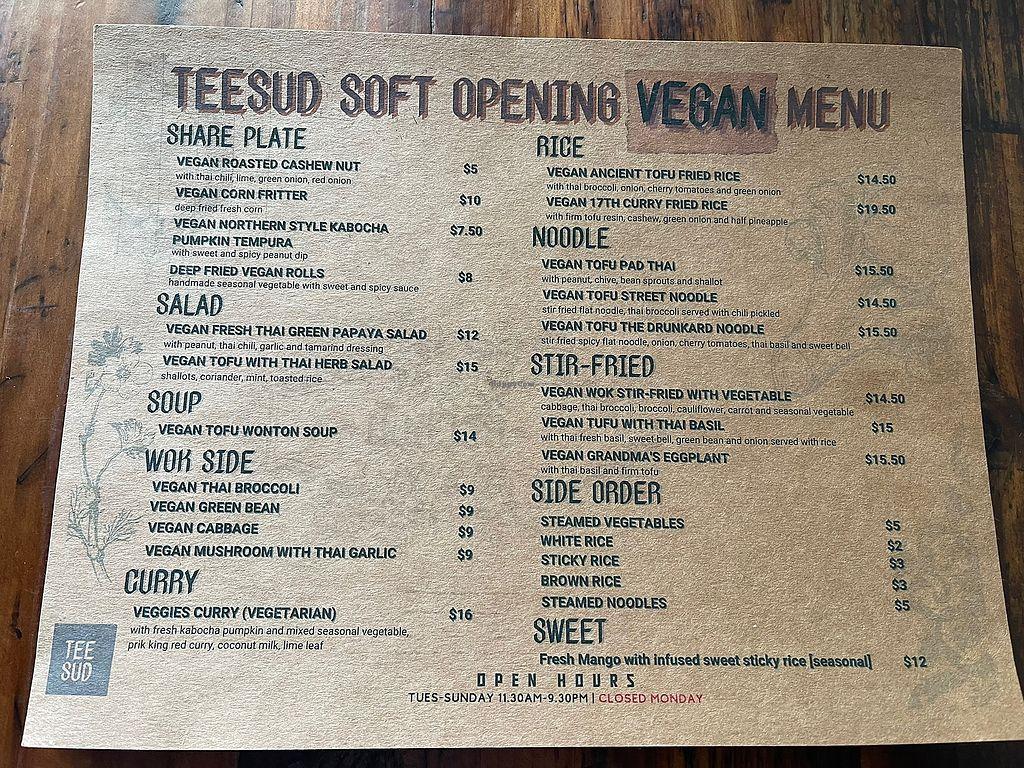 TEESUD SOFT OPENING VEGAN MENU
SHARE PLATE
VEGAN ROASTED CASHEW NUT $5
with thai chili, lime, green onion, red onion
VEGAN CORN FRITTER $10
deep fried fresh corn
VEGAN NORTHERN STYLE KABOCHA $7.50
PUMPKIN TEMPURA
with sweet and spicy peanut dip
DEEP FRIED VEGAN ROLLS $8
handmade seasonal vegetable with sweet and spicy sauce
SALAD
VEGAN FRESH THAI GREEN PAPAYA SALAD $12
with peanut, thai chili, garlic and tamarind dressing
VEGAN TOFU WITH THAI HERB SALAD $15
shallots, coriander, mint, toasted rice
SOUP
VEGAN TOFU WONTON SOUP $14
WOK SIDE
VEGAN THAI BROCCOLI $9
VEGAN GREEN BEAN $9
VEGAN CABBAGE $9
VEGAN MUSHROOM WITH THAI GARLIC $9
CURRY
VEGGIES CURRY (VEGETARIAN) $16
with fresh kabocha pumpkin and mixed seasonal vegetable,
prik king red curry, coconut milk, lime leaf
TEE
SUD
RICE
VEGAN ANCIENT TOFU FRIED RICE $14.50
with thai broccoli, onion, cherry tomatoes and green onion
VEGAN 17TH CURRY FRIED RICE $19.50
with firm tofu resin, cashew, green onion and half pineapple
NOODLE
VEGAN TOFU PAD THAI $15.50
with peanut, chive, bean sprouts and shallot
VEGAN TOFU STREET NOODLE $14.50
stir fried flat noodle, thai broccoli served with chili pickled
VEGAN TOFU THE DRUNKARD NOODLE $15.50
stir fried spicy flat noodle, onion, cherry tomatoes, thai basil and sweet bell
STIR-FRIED
VEGAN WOK STIR-FRIED WITH VEGETABLE $14.50
cabbage, thai broccoli, broccoli, cauliflower, carrot and seasonal vegetable
VEGAN TUFU WITH THAI BASIL $15
with thai fresh basil, sweet-bell, green bean and onion served with rice
VEGAN GRANDMA'S EGGPLANT $15.50
with thai basil and firm tofu
SIDE ORDER
STEAMED VEGETABLES $5
WHITE RICE $2
STICKY RICE $3
BROWN RICE $3
STEAMED NOODLES $5
SWEET
Fresh Mango with infused sweet sticky rice [seasonal] $12
OPEN HOURS
TUES-SUNDAY 11.30AM-9.30PM | CLOSED MONDAY